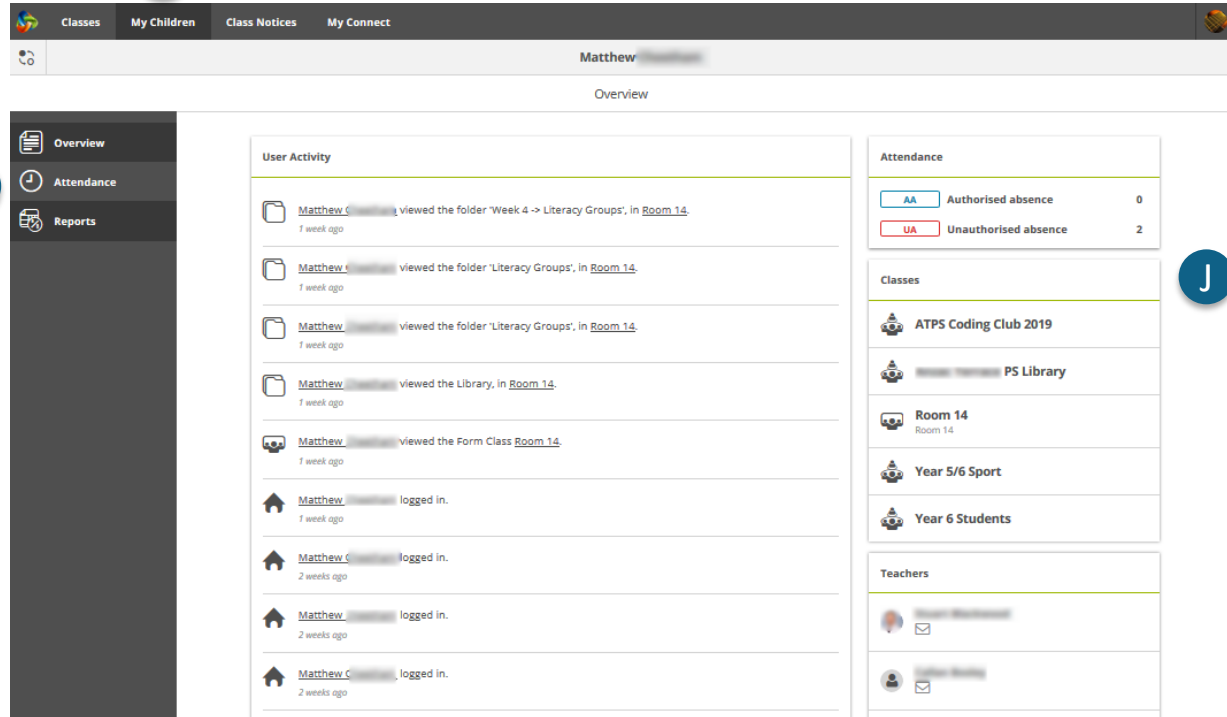 Classes My Children Class Notices My Connect
Matthew
Overview
Overview
Attendance
Reports
User Activity
Matthew viewed the folder 'Week 4 -> Literacy Groups', in Room 14.
1 week ago
Matthew viewed the folder 'Literacy Groups', in Room 14.
1 week ago
Matthew viewed the folder 'Literacy Groups', in Room 14.
1 week ago
Matthew viewed the Library, in Room 14.
1 week ago
Matthew viewed the Form Class Room 14.
1 week ago
Matthew logged in.
1 week ago
Matthew logged in.
2 weeks ago
Matthew logged in.
2 weeks ago
Matthew logged in.
2 weeks ago
Attendance
AA Authorised absence 0
UA Unauthorised absence 2
J
Classes
ATPS Coding Club 2019
PS Library
Room 14
Room 14
Year 5/6 Sport
Year 6 Students
Teachers